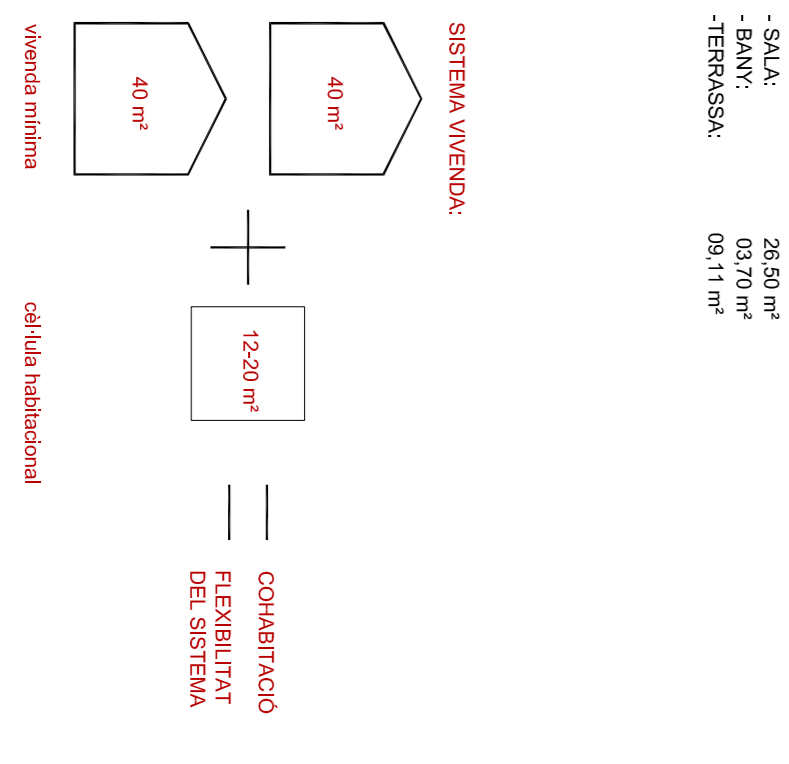 - SALA: 26,50 m²
- BANY: 03,70 m²
-TERRASSA: 09,11 m²
SISTEMA VIVENDA:
40 m²
40 m²
12-20 m²
COHABITACIÓ
FLEXIBILITAT
DEL SISTEMA
vivenda mínima
cèl·lula habitacional